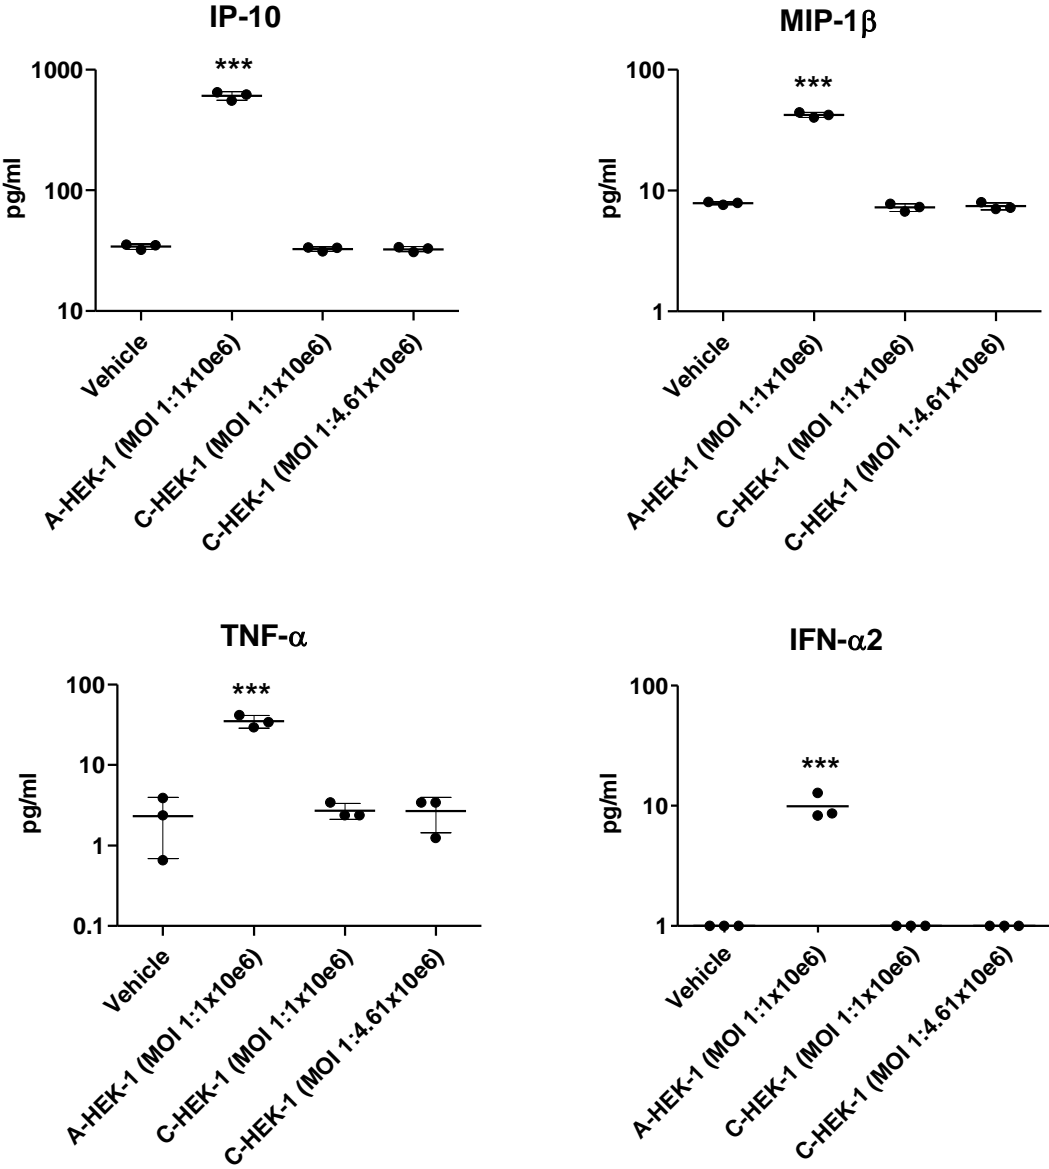 IP-10
***
1000
100
10
pg/ml
Vehicle
A-HEK-1 (MOI 1:1x10e6)
C-HEK-1 (MOI 1:1x10e6)
C-HEK-1 (MOI 1:4.61x10e6)
MIP-1β
***
100
10
1
pg/ml
Vehicle
A-HEK-1 (MOI 1:1x10e6)
C-HEK-1 (MOI 1:1x10e6)
C-HEK-1 (MOI 1:4.61x10e6)
TNF-α
***
100
10
1
0.1
pg/ml
Vehicle
A-HEK-1 (MOI 1:1x10e6)
C-HEK-1 (MOI 1:1x10e6)
C-HEK-1 (MOI 1:4.61x10e6)
IFN-α2
***
100
10
1
pg/ml
Vehicle
A-HEK-1 (MOI 1:1x10e6)
C-HEK-1 (MOI 1:1x10e6)
C-HEK-1 (MOI 1:4.61x10e6)